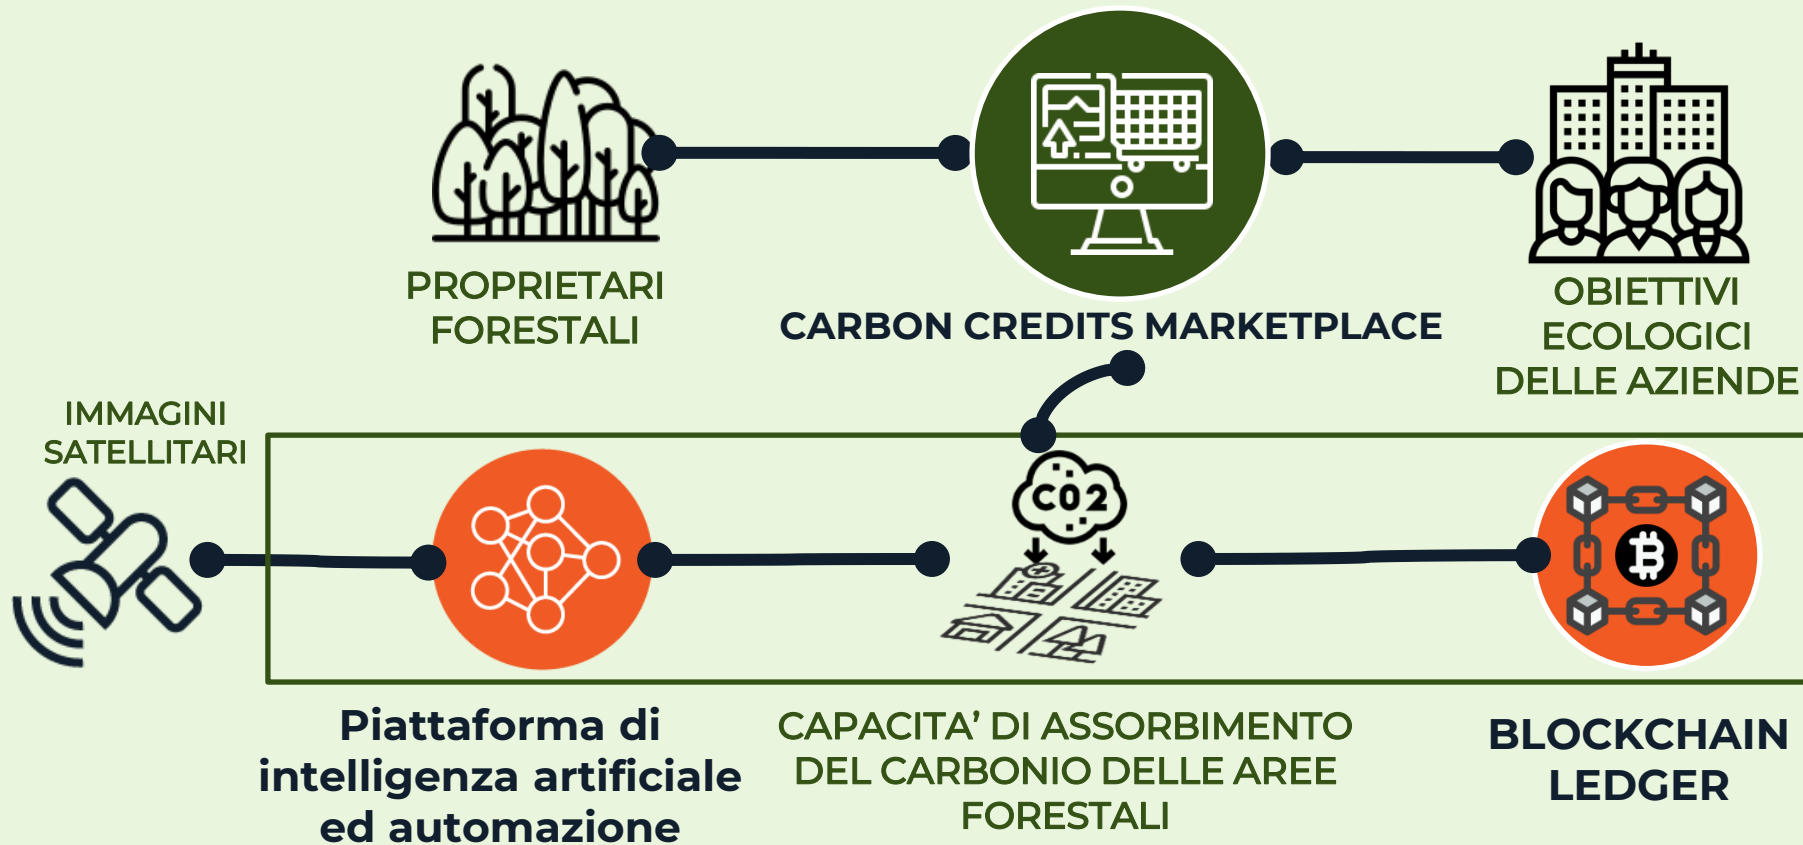 PROPRIETARI
FORESTALI
CARBON CREDITS MARKETPLACE
OBIETTIVI
ECOLOGICI
DELLE AZIENDE
IMMAGINI
SATELLITARI
C02
Piattaforma di
intelligenza artificiale
ed automazione
CAPACITA’ DI ASSORBIMENTO
DEL CARBONIO DELLE AREE
FORESTALI
BLOCKCHAIN
LEDGER